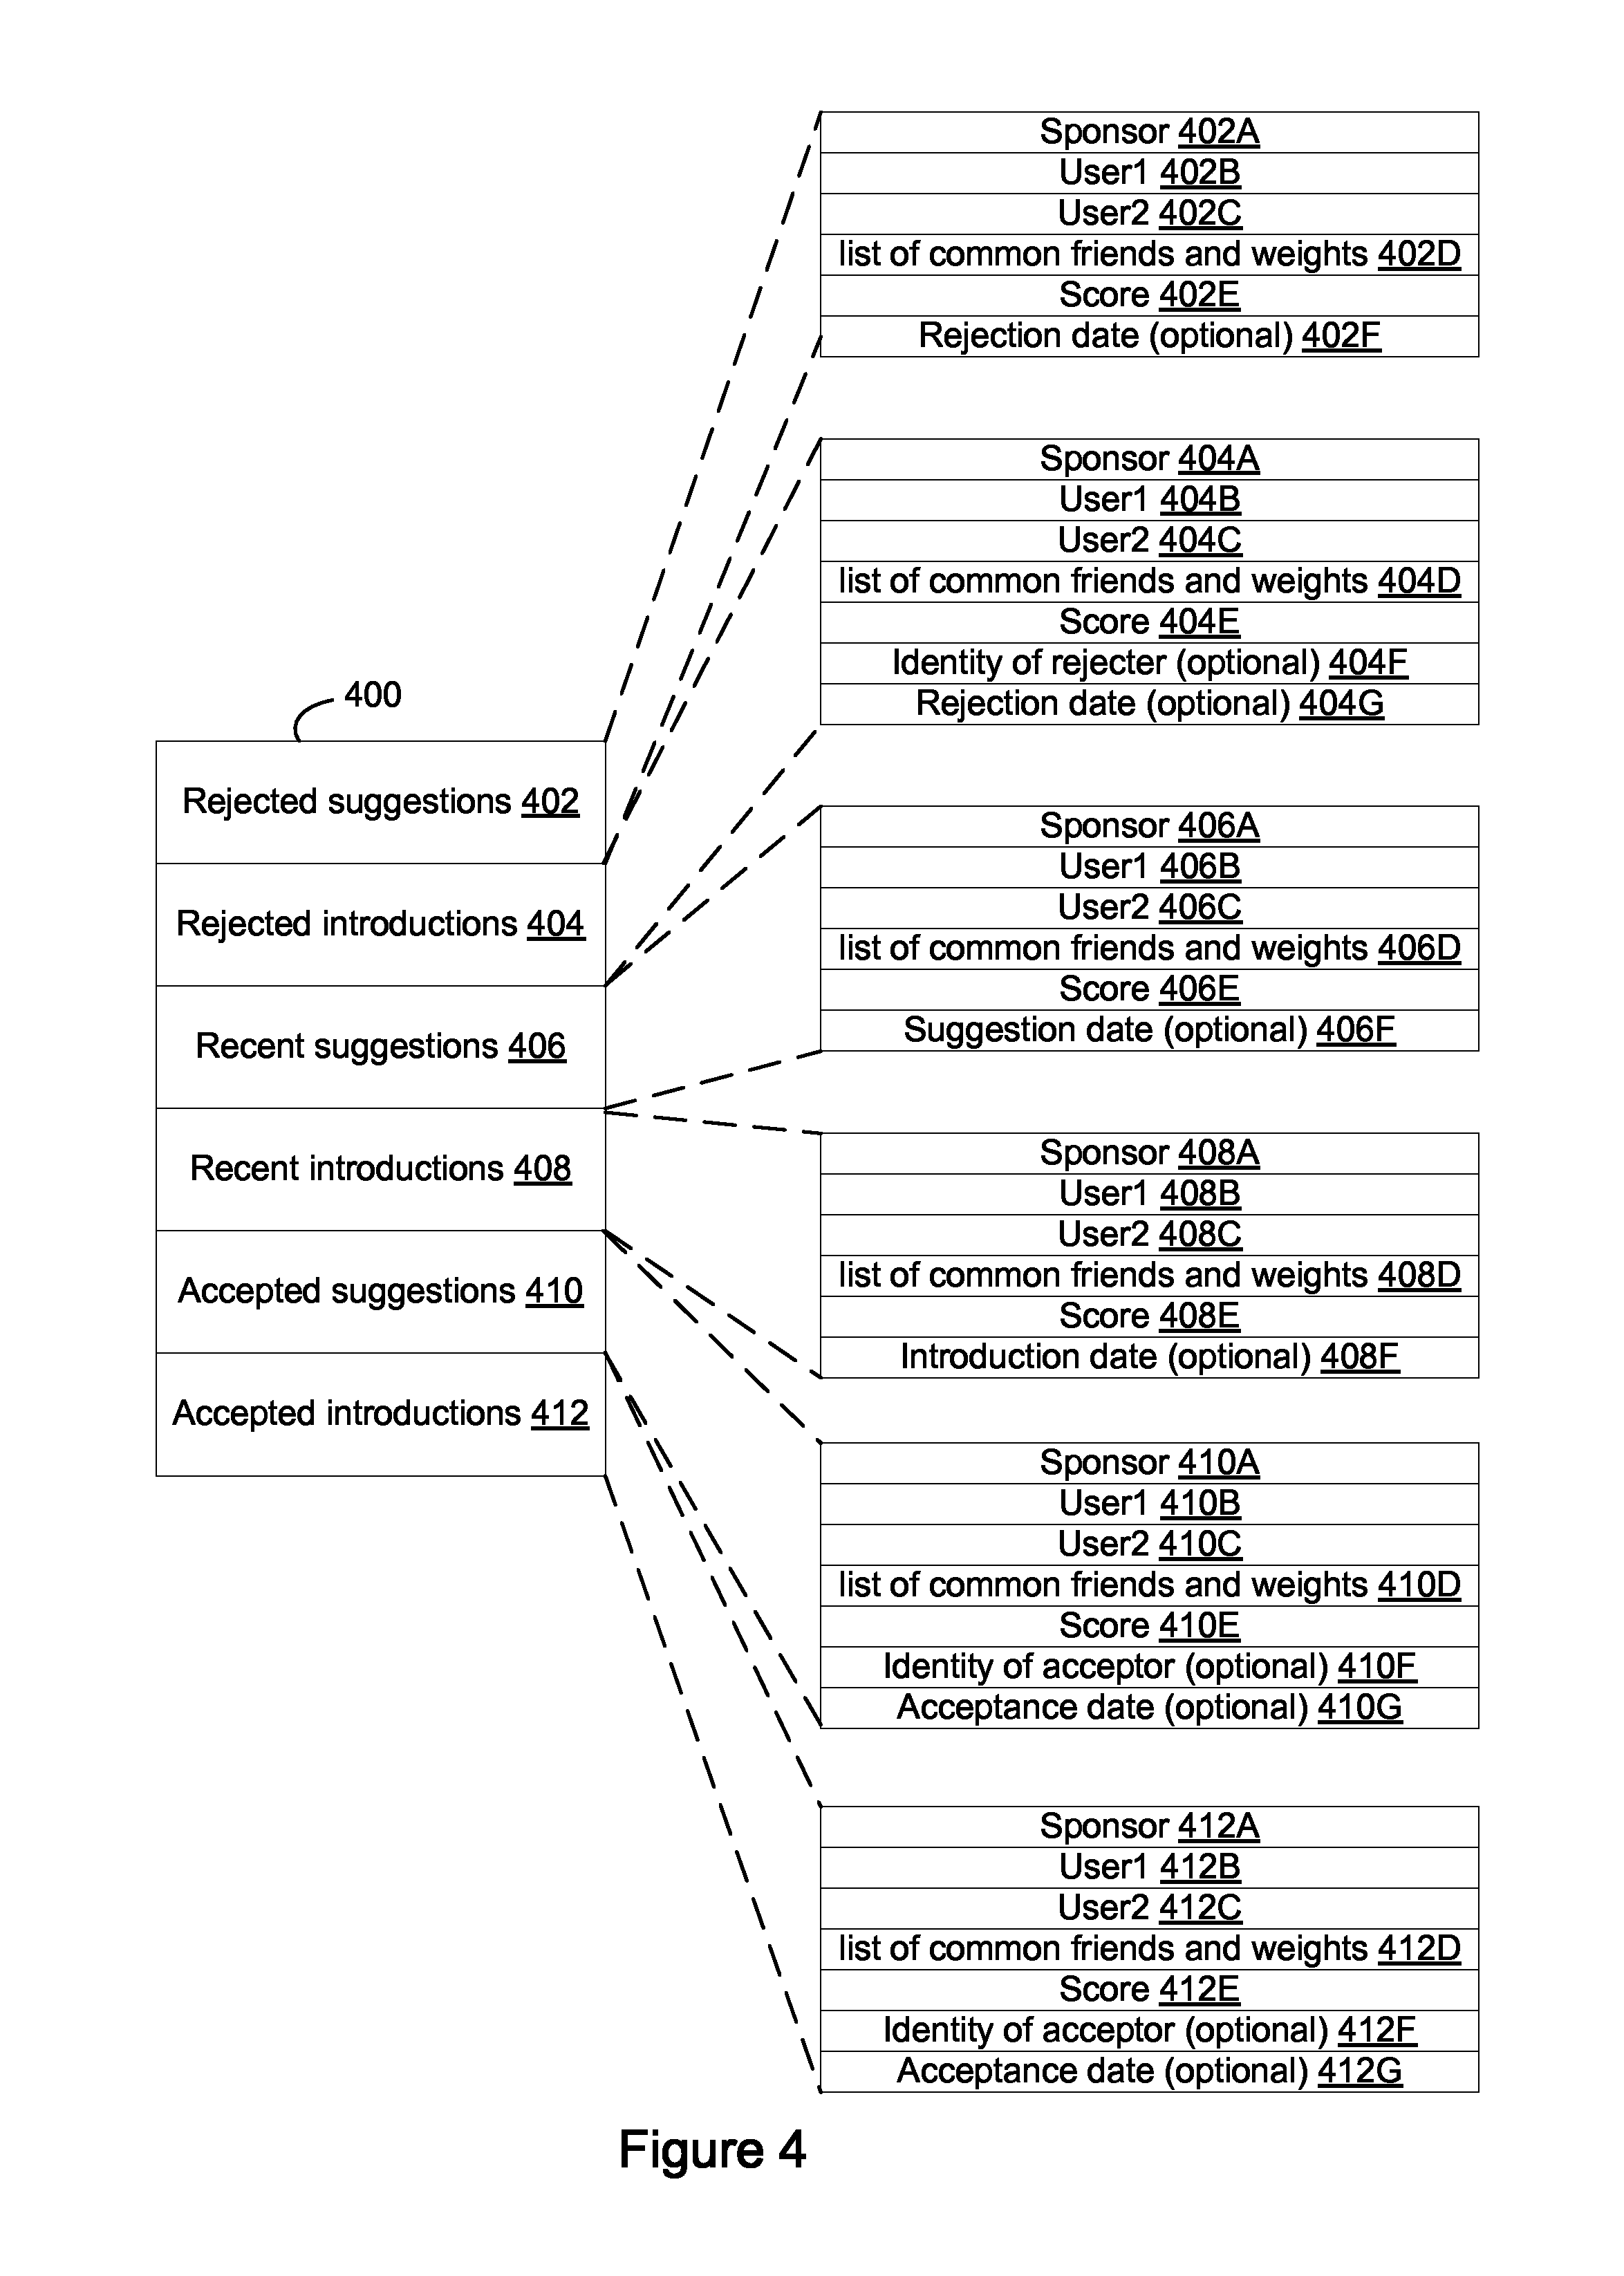 400
Rejected suggestions 402
Rejected introductions 404
Recent suggestions 406
Recent introductions 408
Accepted suggestions 410
Accepted introductions 412
Sponsor 402A
User1 402B
User2 402C
list of common friends and weights 402D
Score 402E
Rejection date (optional) 402F
Sponsor 404A
User1 404B
User2 404C
list of common friends and weights 404D
Score 404E
Identity of rejecter (optional) 404F
Rejection date (optional) 404G
Sponsor 406A
User1 406B
User2 406C
list of common friends and weights 406D
Score 406E
Suggestion date (optional) 406F
Sponsor 408A
User1 408B
User2 408C
list of common friends and weights 408D
Score 408E
Introduction date (optional) 408F
Sponsor 410A
User1 410B
User2 410C
list of common friends and weights 410D
Score 410E
Identity of acceptor (optional) 410F
Acceptance date (optional) 410G
Sponsor 412A
User1 412B
User2 412C
list of common friends and weights 412D
Score 412E
Identity of acceptor (optional) 412F
Acceptance date (optional) 412G
Figure 4